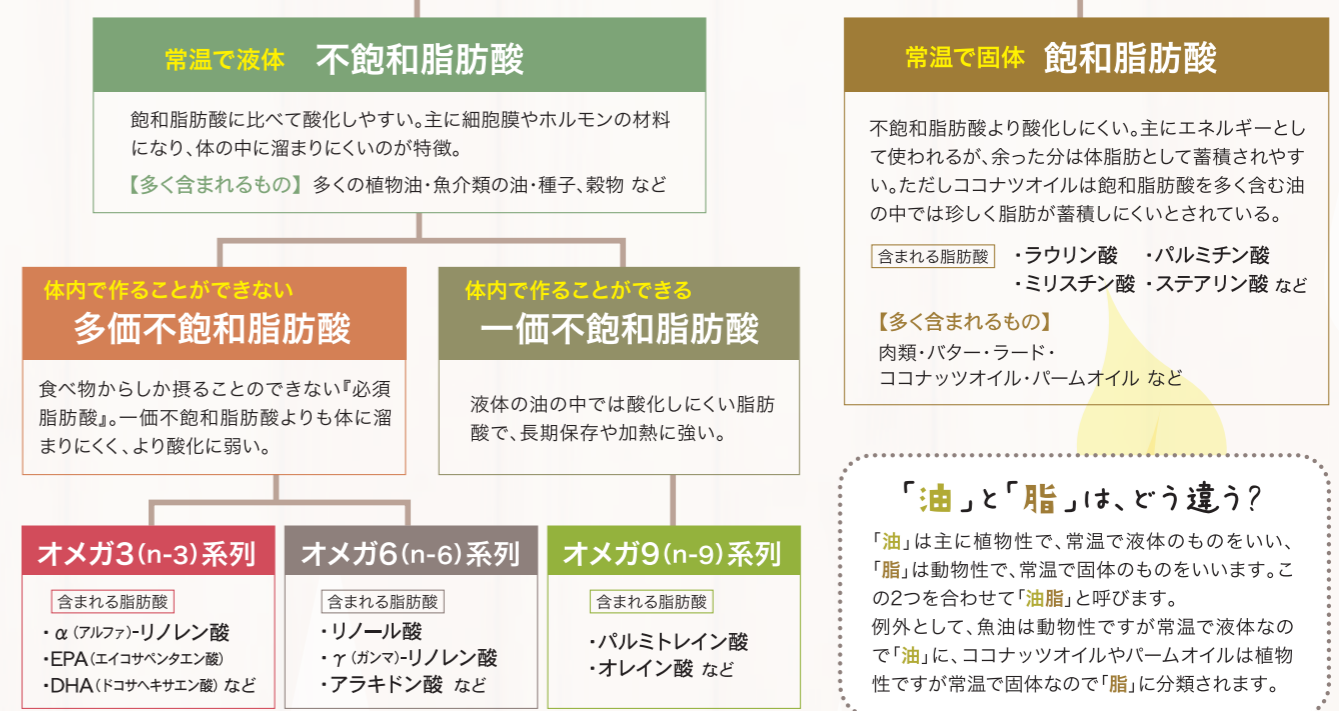 常温で液体 不飽和脂肪酸
飽和脂肪酸に比べて酸化しやすい。主に細胞膜やホルモンの材料
になり、体の中に溜まりにくいのが特徴。
【多く含まれるもの】 多くの植物油・魚介類の油・種子、穀物 など
体内で作ることができない
多価不飽和脂肪酸
食べ物からしか摂ることのできない『必須
脂肪酸』。一価不飽和脂肪酸よりも体に溜
まりにくく、より酸化に弱い。
体内で作ることができる
一価不飽和脂肪酸
液体の油の中では酸化しにくい脂肪
酸で、長期保存や加熱に強い。
オメガ3(n-3)系列
含まれる脂肪酸
・α(アルファ)-リノレン酸
・EPA(エイコサペンタエン酸)
・DHA(ドコサヘキサエン酸) など
オメガ6(n-6)系列
含まれる脂肪酸
・リノール酸
・γ(ガンマ)-リノレン酸
・アラキドン酸 など
オメガ9(n-9)系列
含まれる脂肪酸
・パルミトレイン酸
・オレイン酸 など
常温で固体 飽和脂肪酸
不飽和脂肪酸より酸化しにくい。主にエネルギーとし
て使われるが、余った分は体脂肪として蓄積されやす
い。ただしココナツオイルは飽和脂肪酸を多く含む油
の中では珍しく脂肪が蓄積しにくいとされている。
含まれる脂肪酸 ・ラウリン酸 ・パルミチン酸
・ミリスチン酸 ・ステアリン酸 など
【多く含まれるもの】
肉類・バター・ラード・
ココナッツオイル・パームオイル など
「油」と「脂」は、どう違う?
「油」は主に植物性で、常温で液体のものをいい、
「脂」は動物性で、常温で固体のものをいいます。こ
の2つを合わせて「油脂」と呼びます。
例外として、魚油は動物性ですが常温で液体なの
で「油」に、ココナッツオイルやパームオイルは植物
性ですが常温で固体なので「脂」に分類されます。